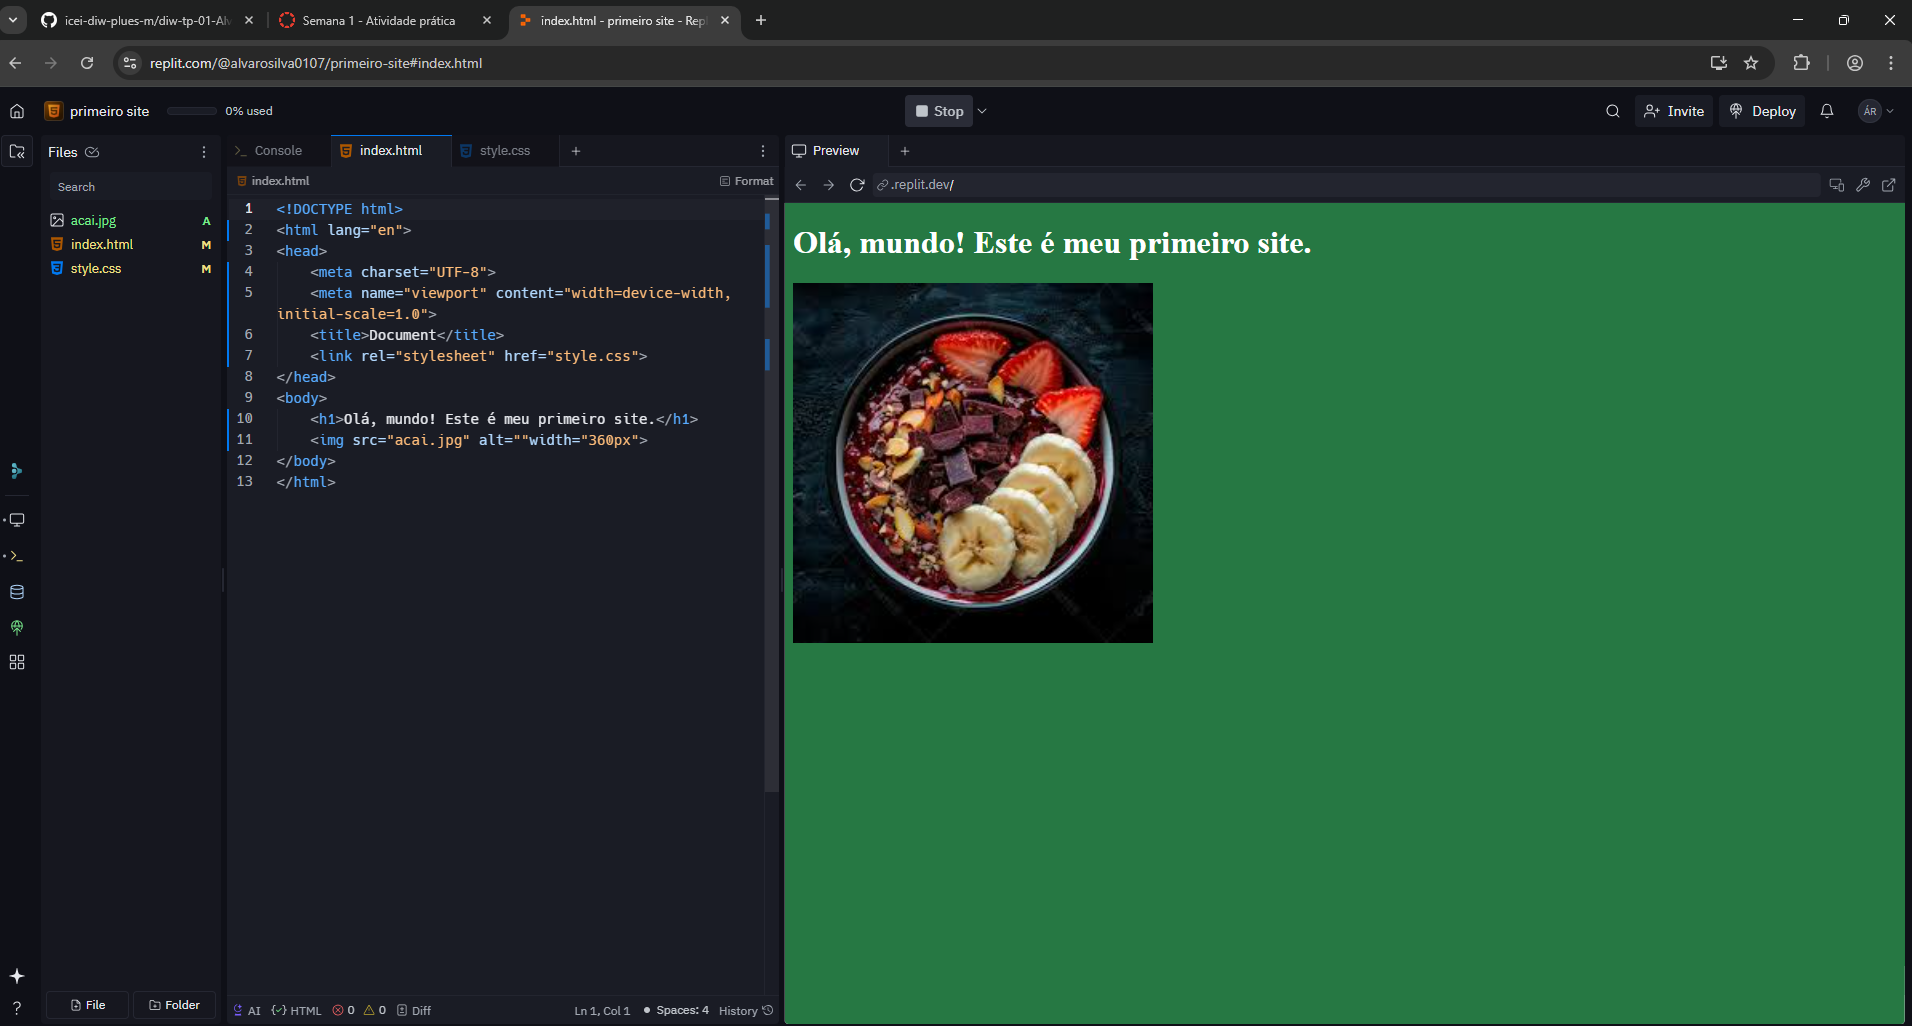 icei-diw-plues-m/diw-tp-01-Al
Semana 1 - Atividade prática
index.html - primeiro site - Repl
replit.com/@alvarosilva0107/primeiro-site#index.html
primeiro site
0% used
Stop
Invite
Deploy
ÁR
Files
Search
acai.jpg A
index.html M
style.css M
File
Folder
Console
index.html
style.css
index.html
Format
1 <!DOCTYPE html>
2 <html lang="en">
3 <head>
4 <meta charset="UTF-8">
5 <meta name="viewport" content="width=device-width,
initial-scale=1.0">
6 <title>Document</title>
7 <link rel="stylesheet" href="style.css">
8 </head>
9 <body>
10 <h1>Olá, mundo! Este é meu primeiro site.</h1>
11 <img src="acai.jpg" alt=""width="360px">
12 </body>
13 </html>
AI
HTML
0
0
Diff
Ln 1, Col 1
Spaces: 4
History
Preview
.replit.dev/
Olá, mundo! Este é meu primeiro site.